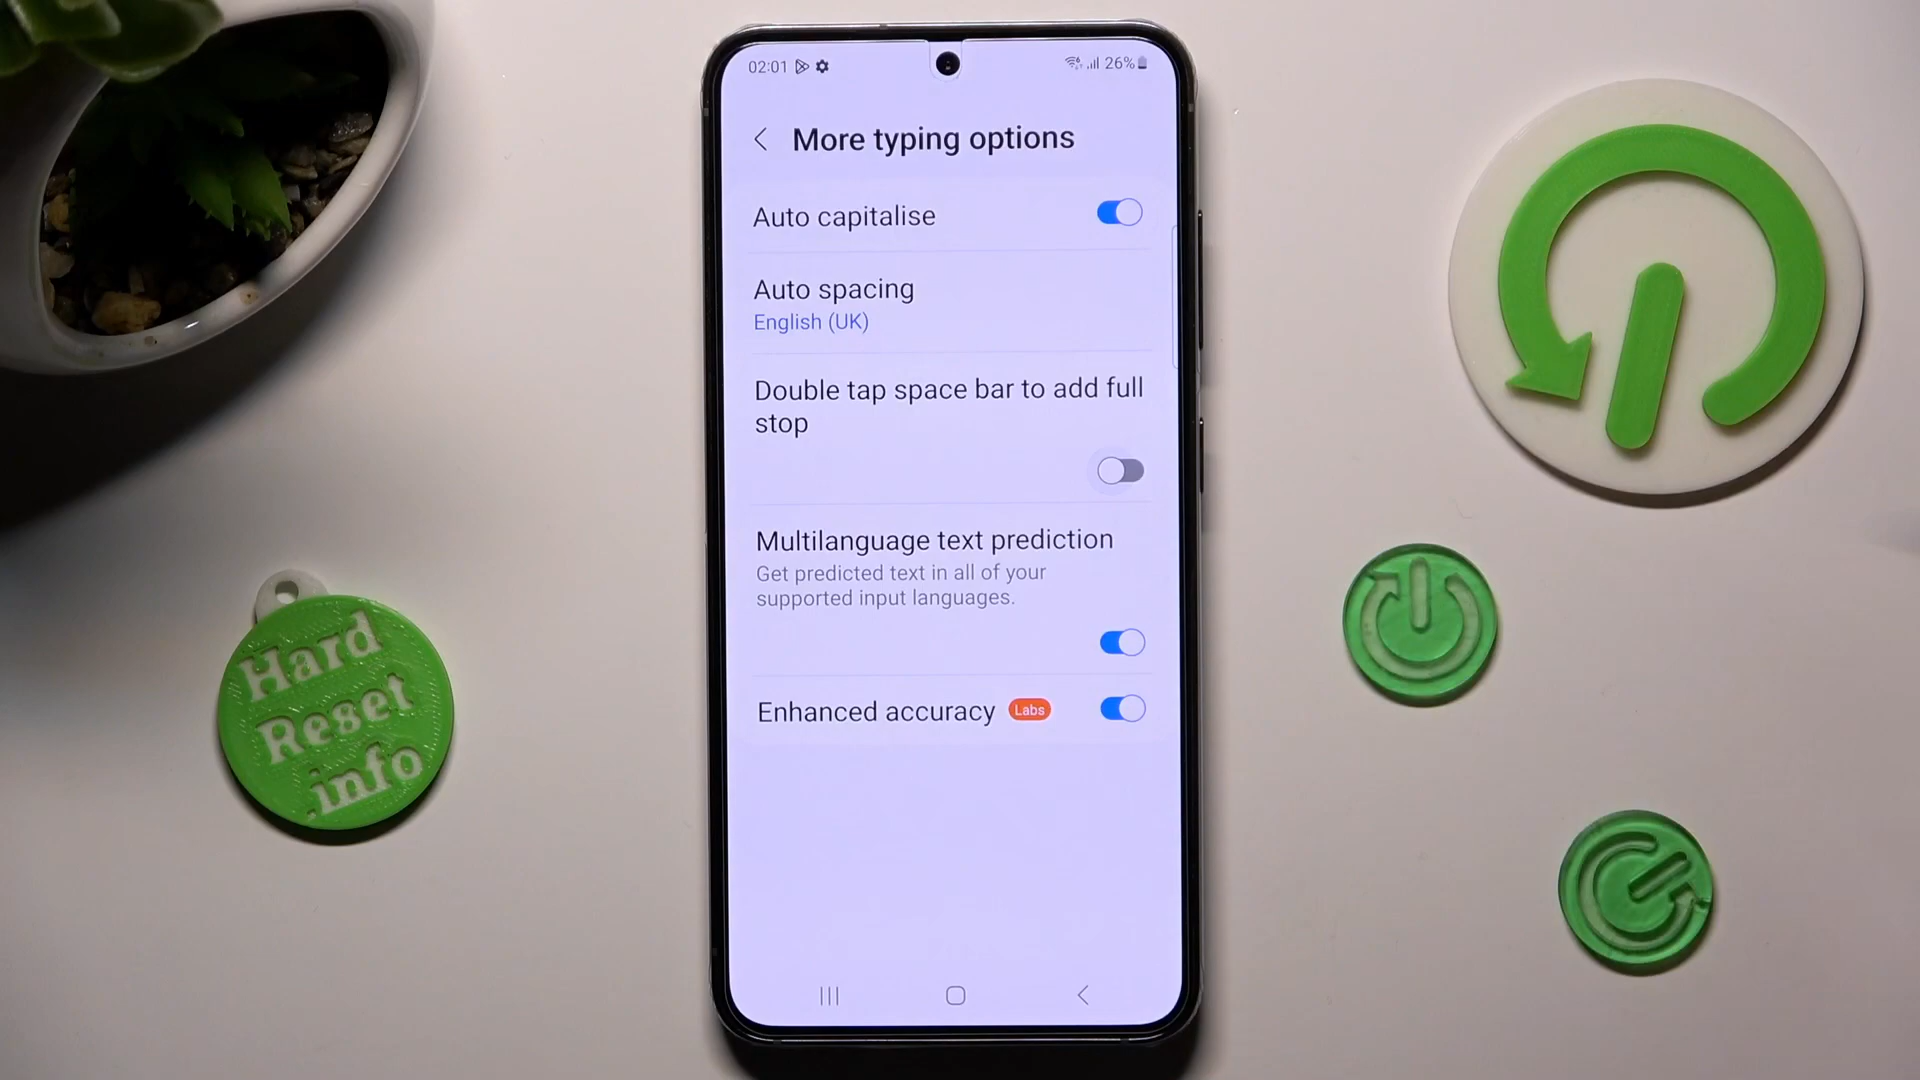 02:01
26%
More typing options
Auto capitalise
Auto spacing
English (UK)
Double tap space bar to add full
stop
Multilanguage text prediction
Get predicted text in all of your
supported input languages.
Enhanced accuracy Labs
Hard
Reset
.info